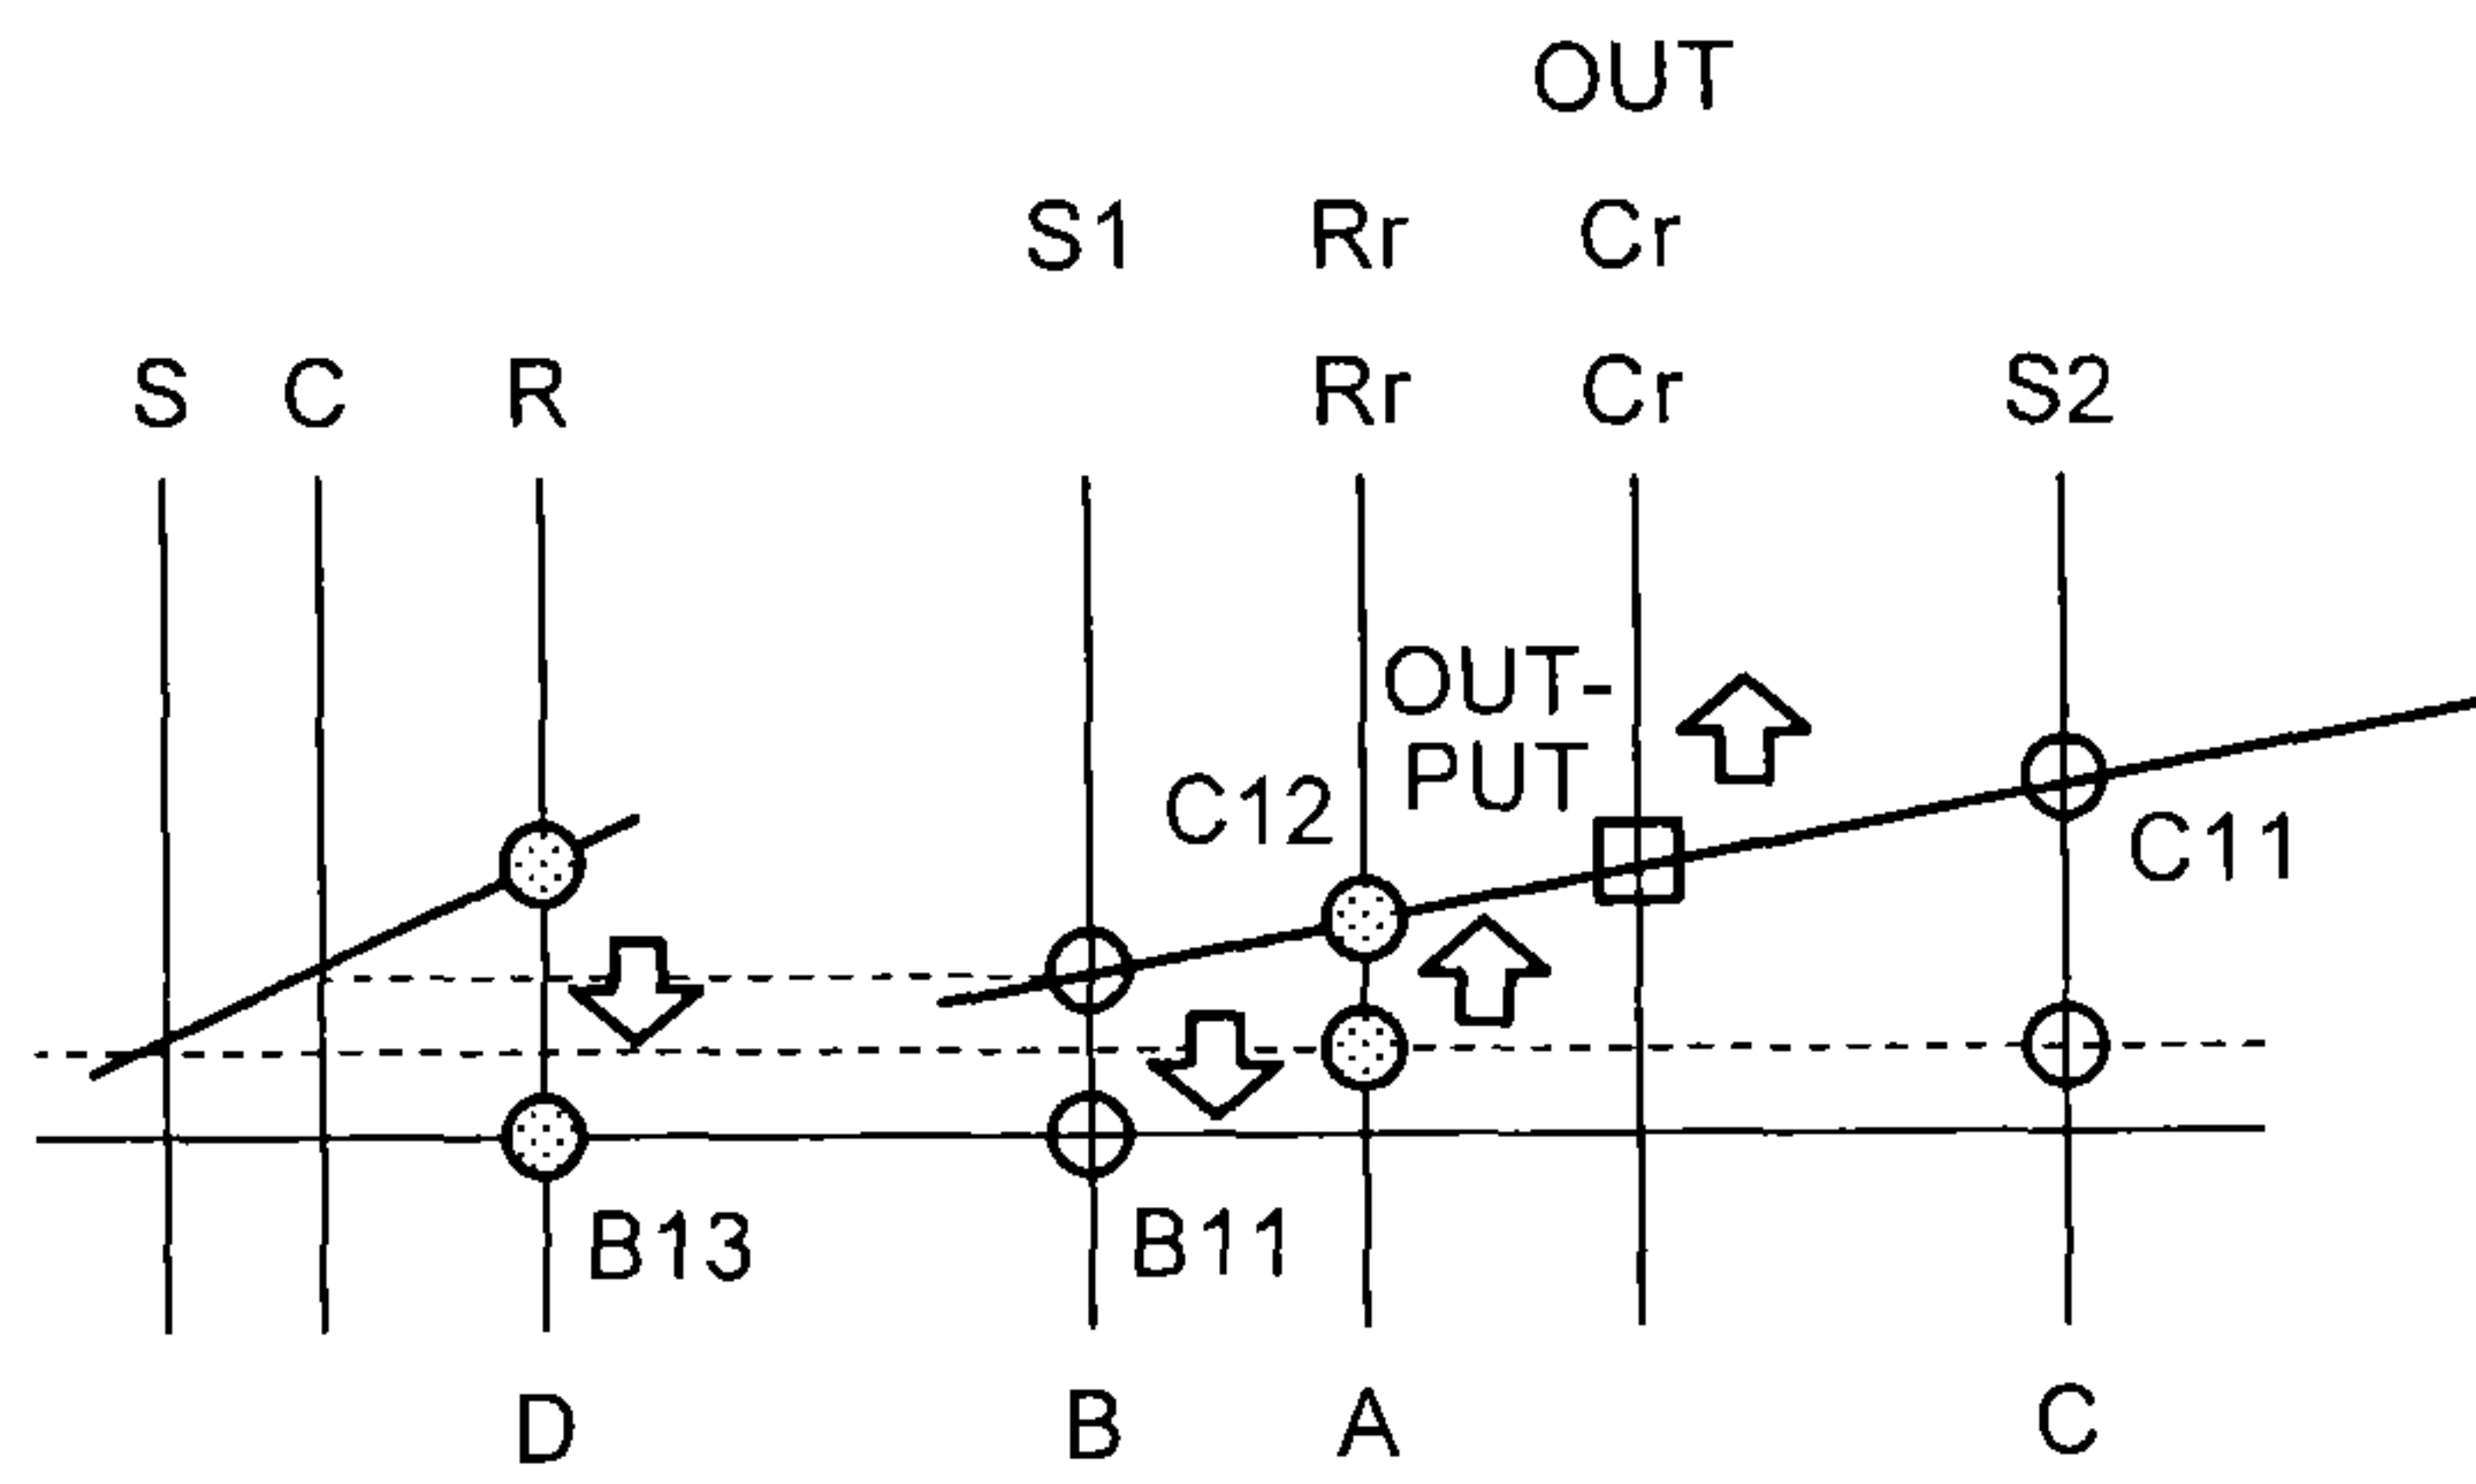 OUT
S1 Rr Cr
S C R Rr Cr S2
OUT-
PUT
C12
C11
B13 B11
D B A C